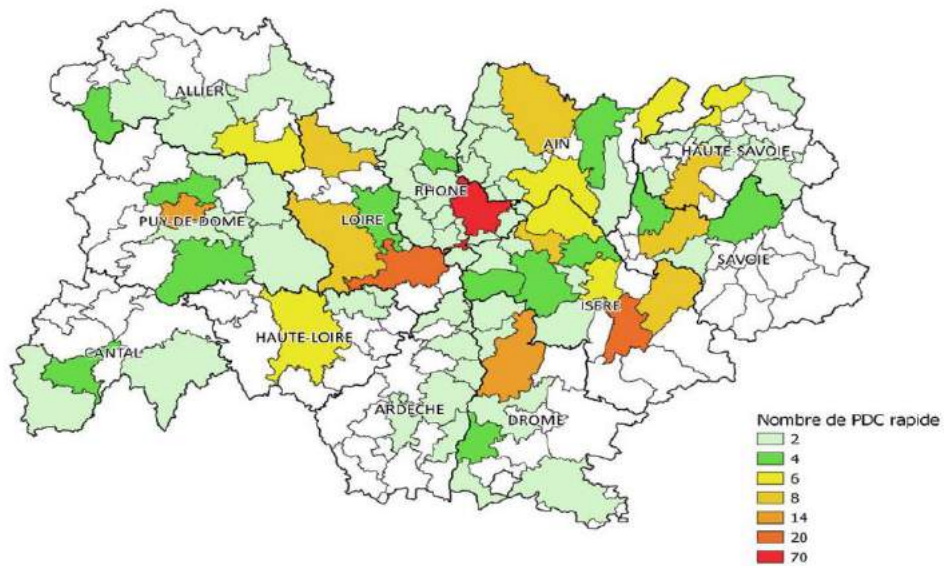 ALLIER
AIN
HAUTE-SAVOIE
RHONE
PUY-DE-DOME
LOIRE
SAVOIE
ISERE
HAUTE-LOIRE
CANTAL
ARDECHE
DROME
Nombre de PDC rapide
2
4
6
8
14
20
70